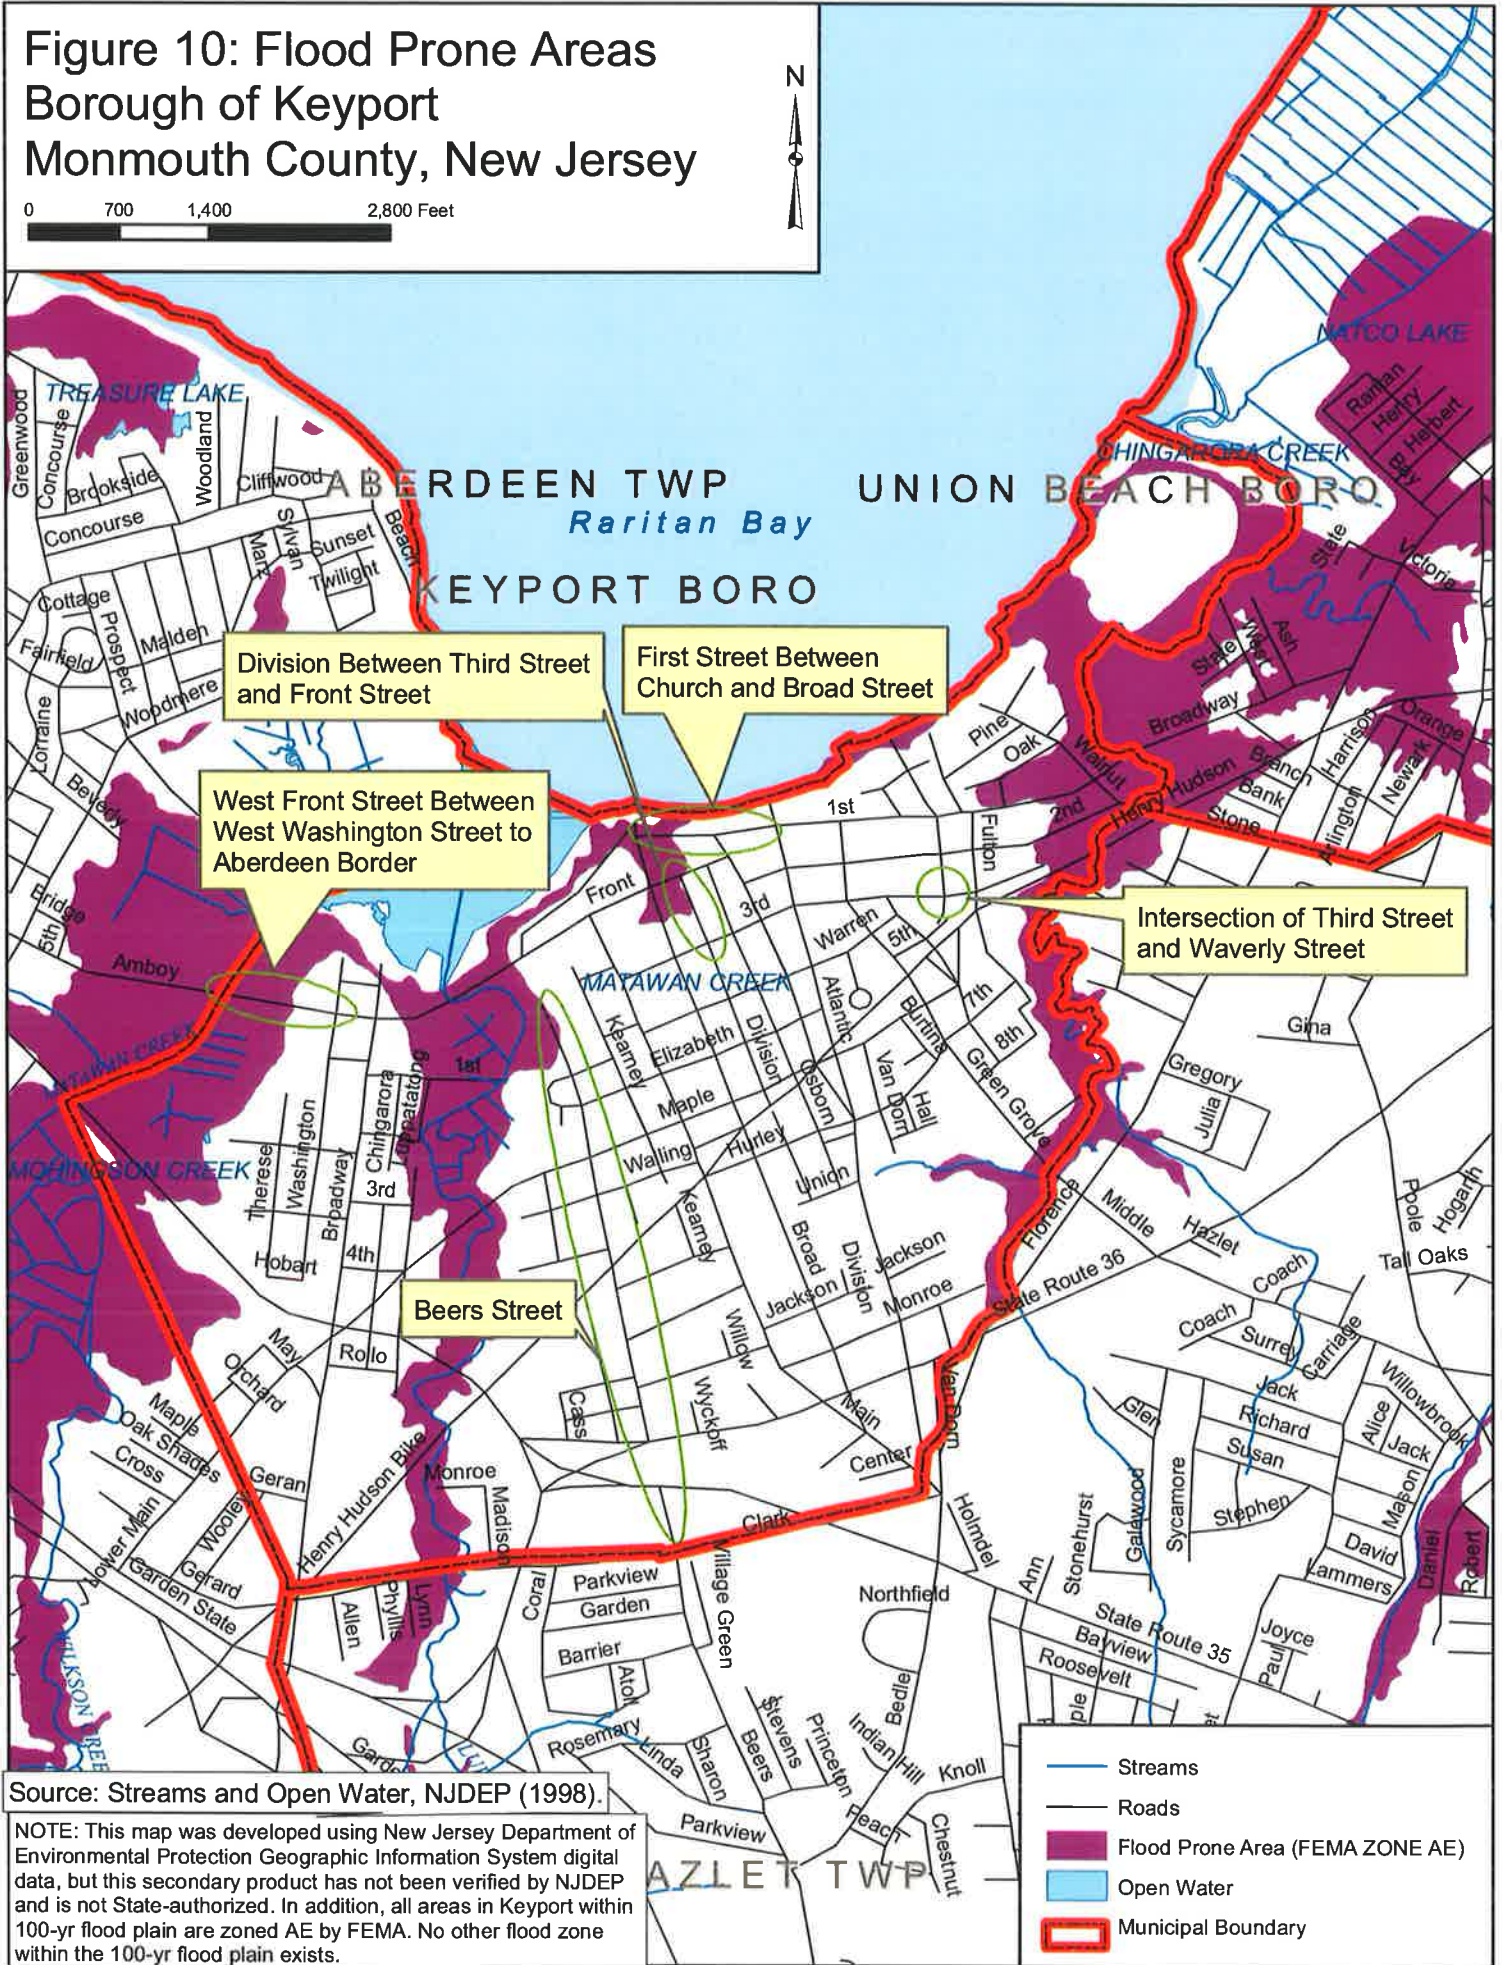 Figure 10: Flood Prone Areas
Borough of Keyport
Monmouth County, New Jersey
N
0 700 1,400 2,800 Feet
NATCO LAKE
Raritan
Henry
Herbert
Bay
TREASURE LAKE
Greenwood
Concourse
Woodland
Brookside
Cliffwood
Concourse
CHINGARORA CREEK
ABERDEEN TWP
UNION BEACH BORO
Raritan Bay
KEYPORT BORO
Marz
Sylvan
Sunset
Beach
Twilight
State
Victoria
Cottage
Prospect
Malden
Fairfield
Woodmere
Lorraine
Beverly
Division Between Third Street
and Front Street
First Street Between
Church and Broad Street
State
West
Ash
Broadway
Orange
Pine
Oak
Walnut
Branch
Harrison
Newark
Henry Hudson
Bank
Stone
Arlington
West Front Street Between
West Washington Street to
Aberdeen Border
1st
2nd
Fulton
Front
3rd
Warren
5th
Intersection of Third Street
and Waverly Street
Bridge
5th
Amboy
MATAWAN CREEK
MATAWAN CREEK
Atlantic
Burtina
7th
8th
Gina
Kearney
Elizabeth
Division
Osborn
Van Dorn
Hall
Green Grove
Gregory
Julia
1st
Maple
Walling
Hurley
Union
MOHINGSON CREEK
Therese
Washington
Broadway
Chingarora
Luppatatong
3rd
Hobart
4th
Kearney
Broad
Division
Jackson
Jackson
Monroe
Florence
Middle
Hazlet
State Route 36
Poole
Hogarth
Tall Oaks
Coach
Coach
Surrey
Carriage
Beers Street
Willow
May
Rollo
Orchard
Cass
Wyckoff
Main
Center
Van Dorn
Maple
Oak Shades
Cross
Lower Main
Wooley
Geran
Gerard
Garden State
Henry Hudson Bike
Monroe
Madison
Clark
Glen
Jack
Richard
Susan
Alice
Willowbrook
Jack
Mason
Stephen
Galewood
Sycamore
Stonehurst
Holmdel
Ann
David
Lammers
Daniel
Robert
Allen
Phyllis
Lynn
Coral
Parkview
Garden
Barrier
Atoll
Village Green
Northfield
State Route 35
Bayview
Roosevelt
Joyce
Paul
Bedle
Rosemary
Linda
Sharon
Beers
Stevens
Princeton
Indian Hill
Knoll
Peach
Chestnut
Parkview
AZLET TWP
Source: Streams and Open Water, NJDEP (1998).
NOTE: This map was developed using New Jersey Department of
Environmental Protection Geographic Information System digital
data, but this secondary product has not been verified by NJDEP
and is not State-authorized. In addition, all areas in Keyport within
100-yr flood plain are zoned AE by FEMA. No other flood zone
within the 100-yr flood plain exists.
Streams
Roads
Flood Prone Area (FEMA ZONE AE)
Open Water
Municipal Boundary